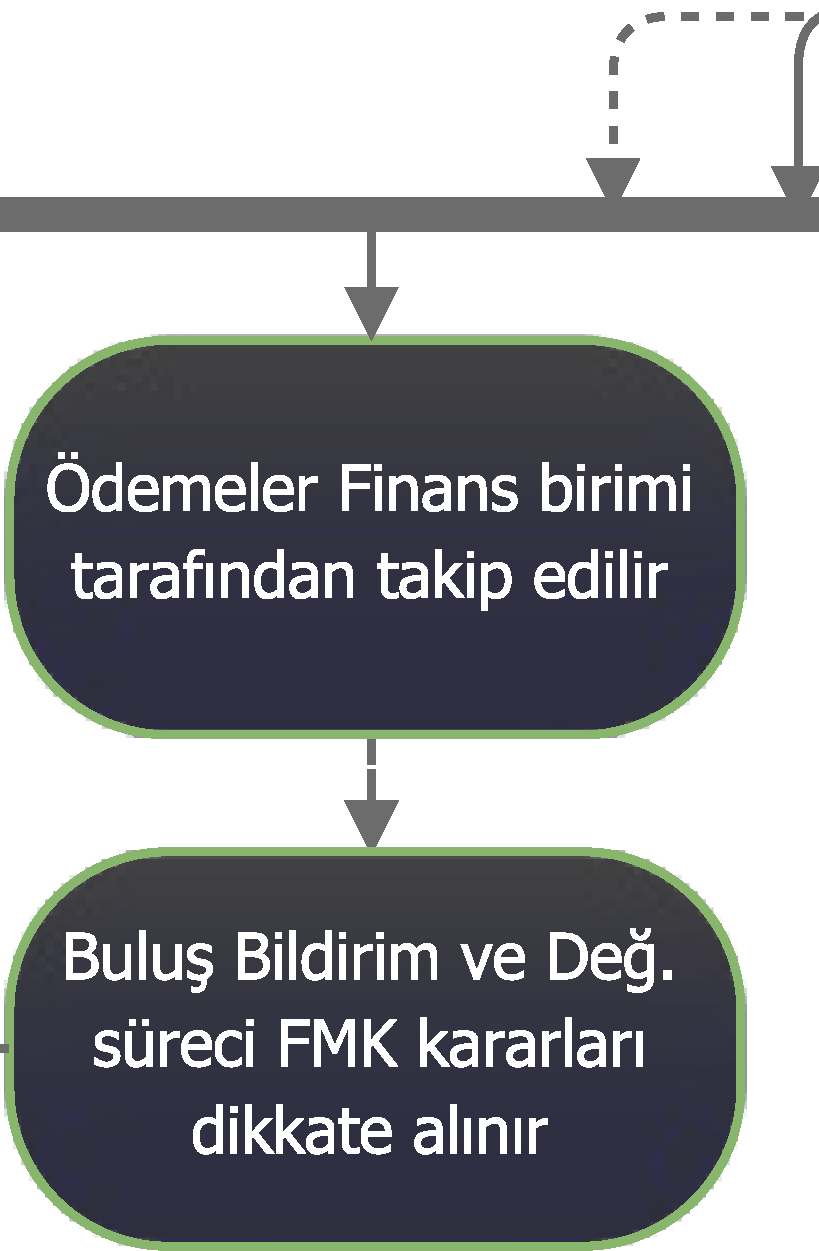 Ödemeler Finans birimi
tarafından takip edilir
Buluş Bildirim ve Değ.
süreci FMK kararları
dikkate alınır